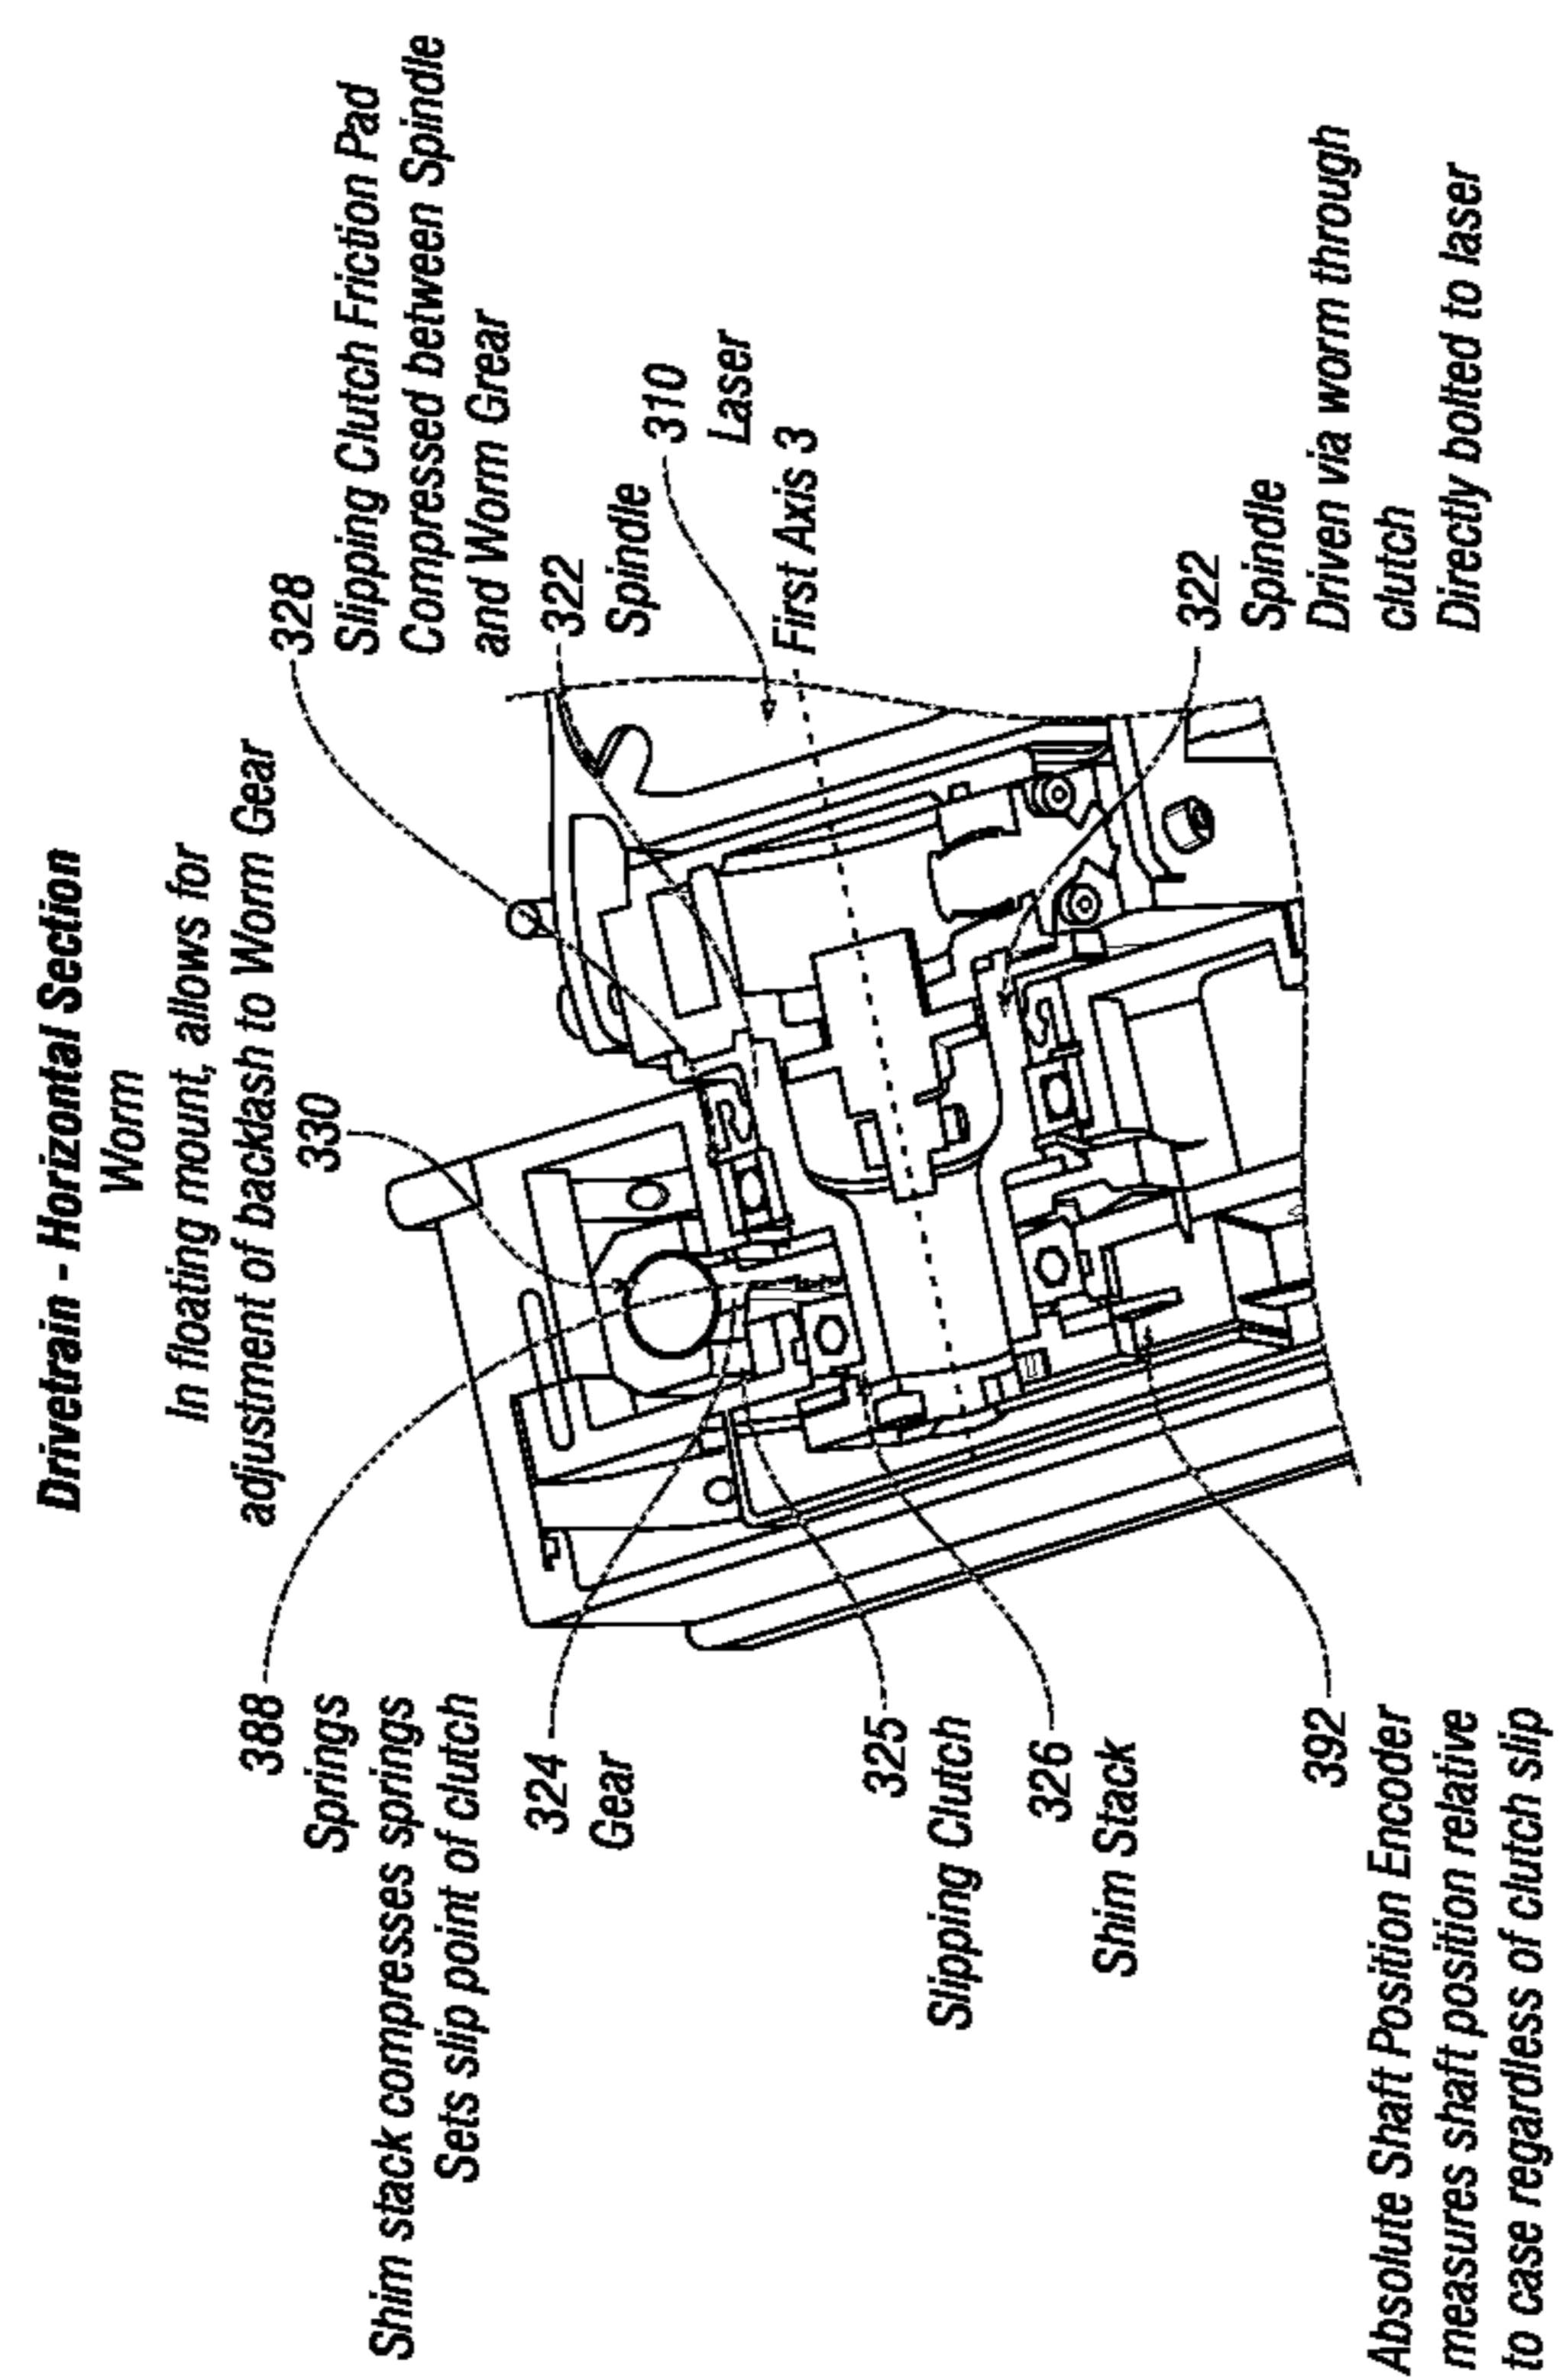 Drivetrain - Horizontal Section
Worm
In floating mount, allows for
adjustment of backlash to Worm Gear
330
388
Springs
Shim stack compresses springs
Sets slip point of clutch
324
Gear
325
Slipping Clutch
326
Shim Stack
392
Absolute Shaft Position Encoder
measures shaft position relative
to case regardless of clutch slip
328
Slipping Clutch Friction Pad
Compressed between Spindle
and Worm Grear
322
Spindle
310
Laser
First Axis 3
322
Spindle
Driven via worm through
clutch
Directly bolted to laser